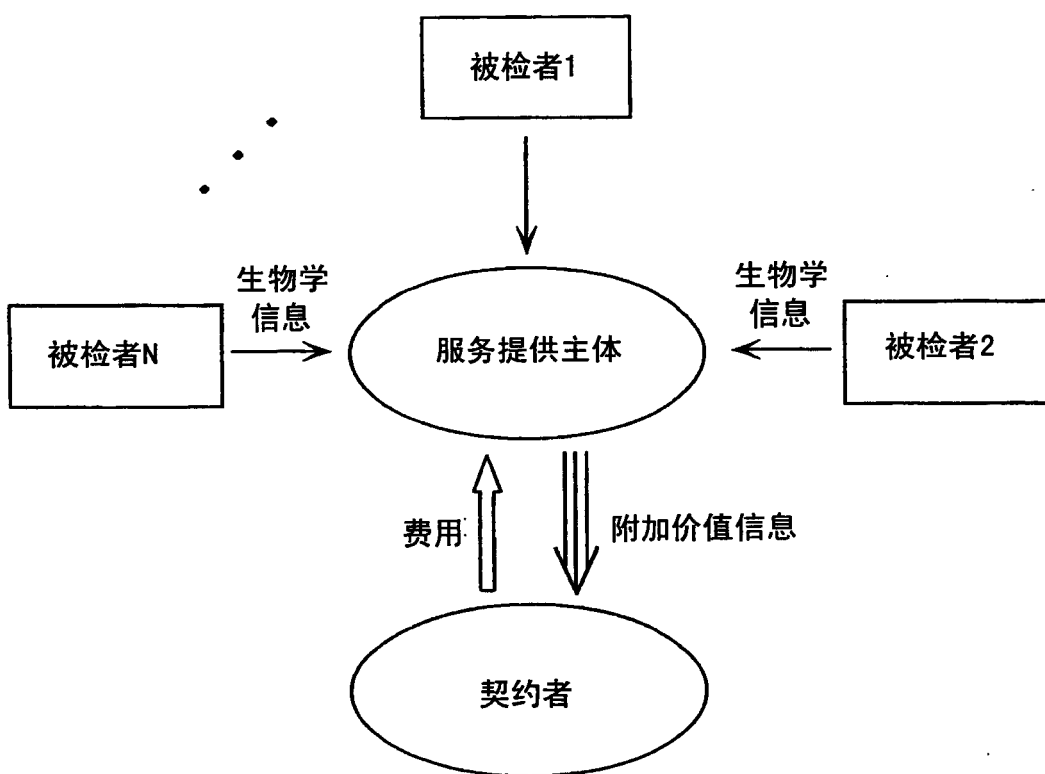 被检者1
生物学
信息
生物学
信息
被检者N
服务提供主体
被检者2
费用
附加价值信息
契约者